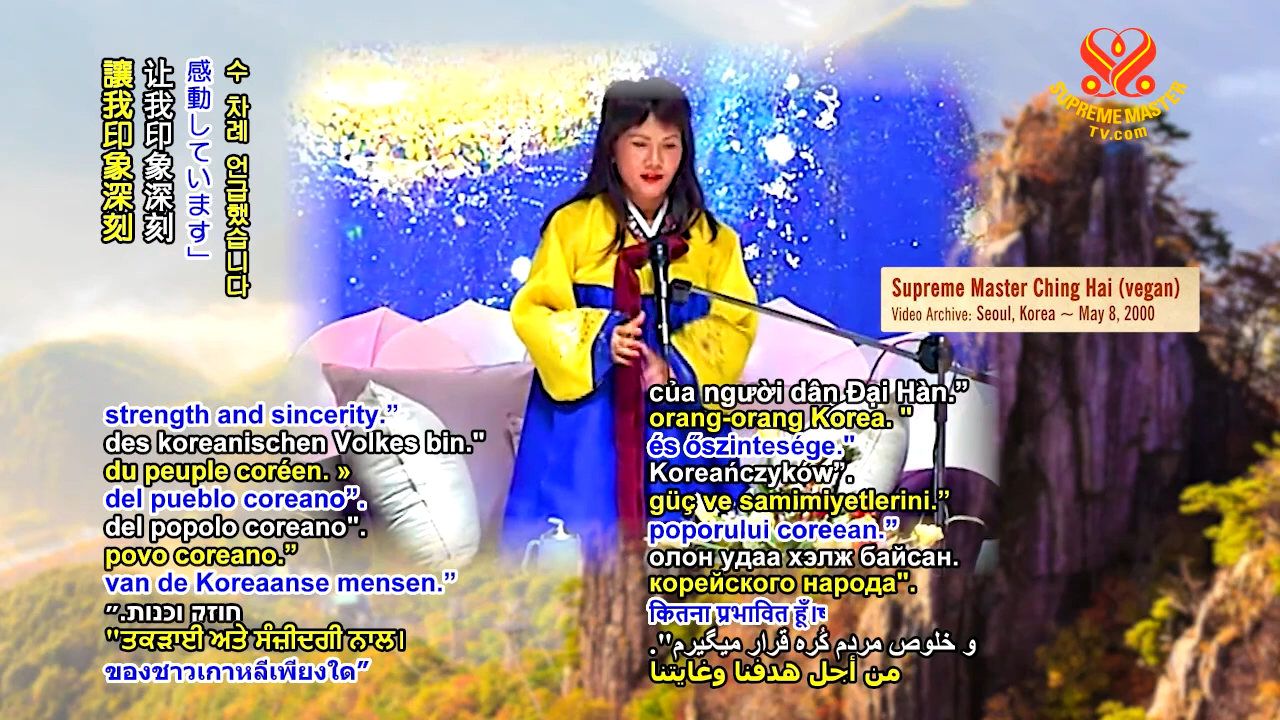 讓我印象深刻
让我印象深刻
感動しています」
수 차례 언급했습니다
SUPREME MASTER
TV.com
Supreme Master Ching Hai (vegan)
Video Archive: Seoul, Korea ~ May 8, 2000
strength and sincerity.”
des koreanischen Volkes bin."
du peuple coréen. »
del pueblo coreano”.
del popolo coreano".
povo coreano.”
van de Koreaanse mensen.”
חוזק וכנות.״
"ਤਕੜਾਈ ਅਤੇ ਸੰਜ਼ੀਦਗੀ ਨਾਲ।
ของชาวเกาหลีเพียงใด”
của người dân Đại Hàn.”
orang-orang Korea. "
és őszintesége."
Koreańczyków”.
güç ve samimiyetlerini.”
poporului coreean.”
олон удаа хэлж байсан.
корейского народа".
कितना प्रभावित हूँ।
و خلوص مردم کُره قرار میگیرم".
من أجل هدفنا وغايتنا